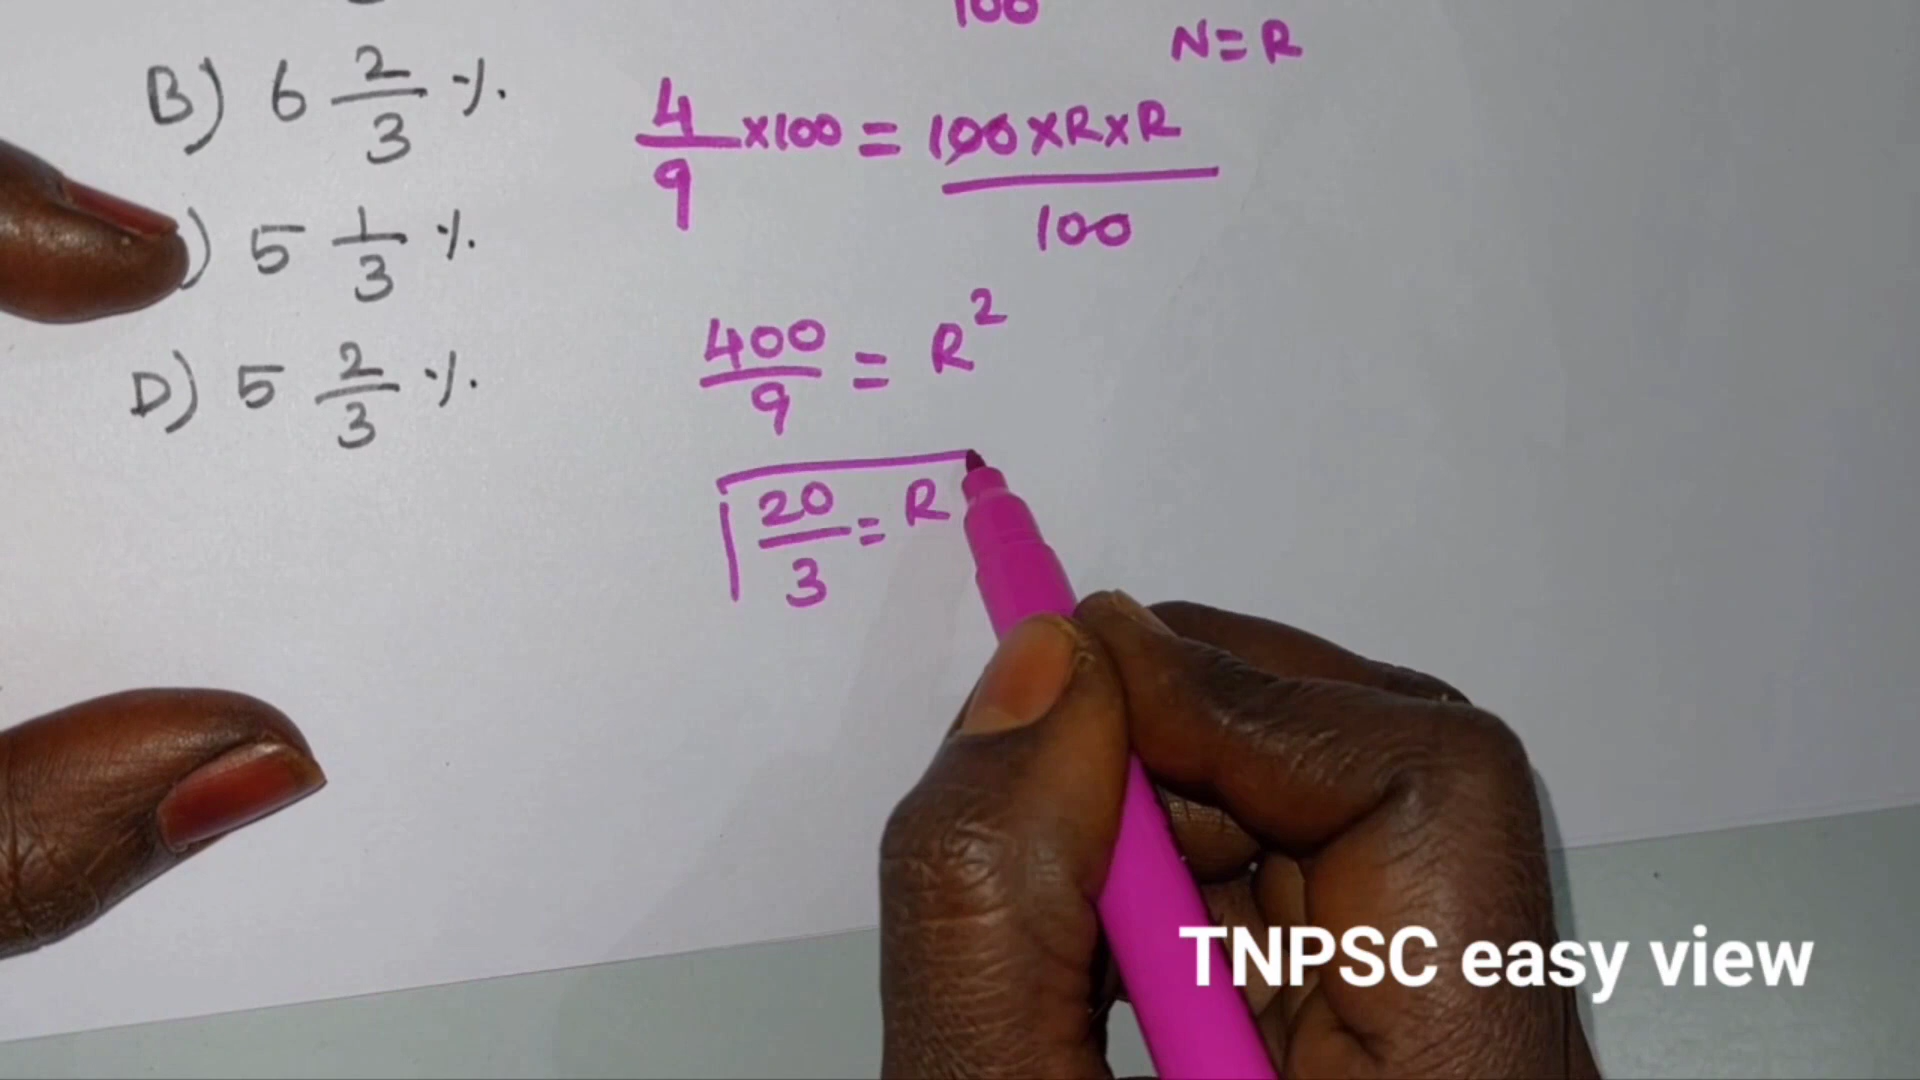 100
N=R
B) 6 2/3 %
4/9 ×100 = 100×R×R/100
) 5 1/3 %
400/9 = R²
D) 5 2/3 %
20/3 = R
TNPSC easy view